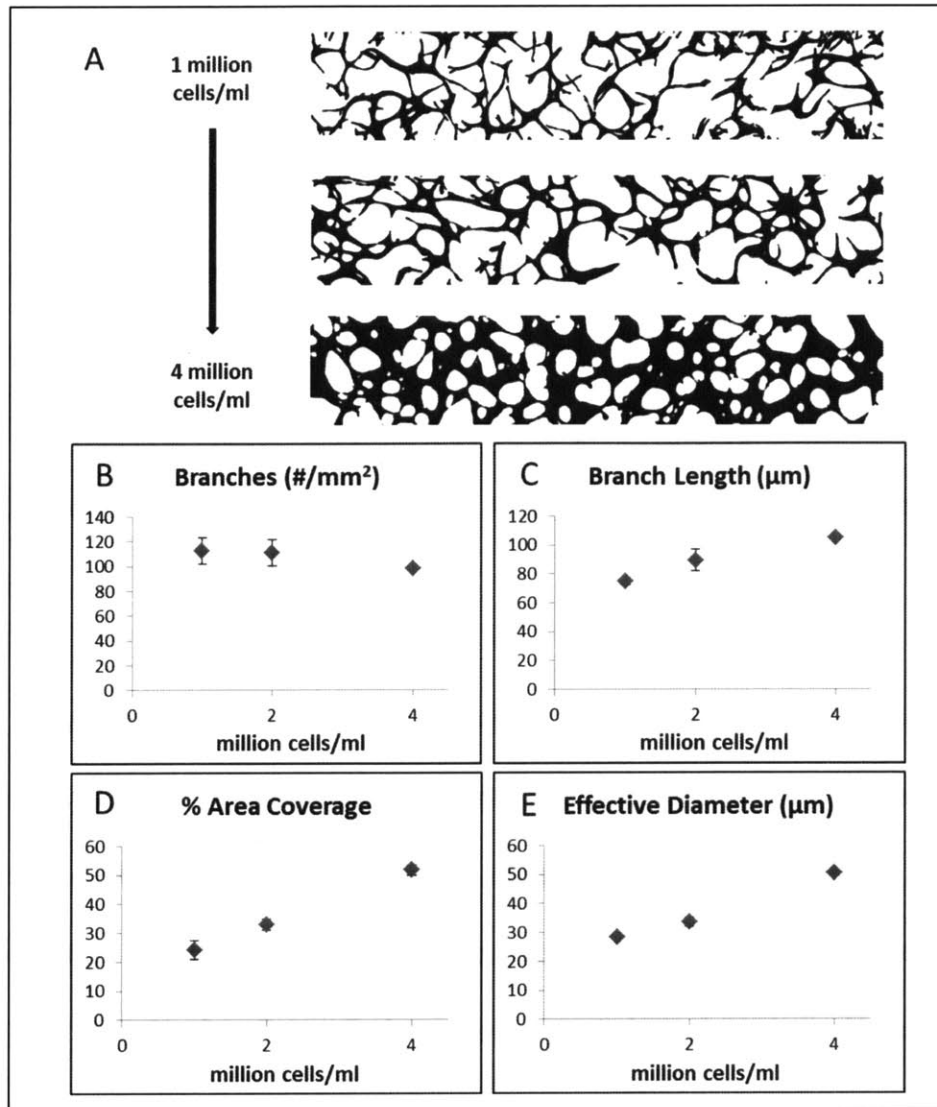 A
1 million
cells/ml
4 million
cells/ml
B
Branches (#/mm²)
140
120
100
80
60
40
20
0
0
2
4
million cells/ml
C
Branch Length (µm)
120
100
80
60
40
20
0
0
2
4
million cells/ml
D
% Area Coverage
60
50
40
30
20
10
0
0
2
4
million cells/ml
E
Effective Diameter (µm)
60
50
40
30
20
10
0
0
2
4
million cells/ml